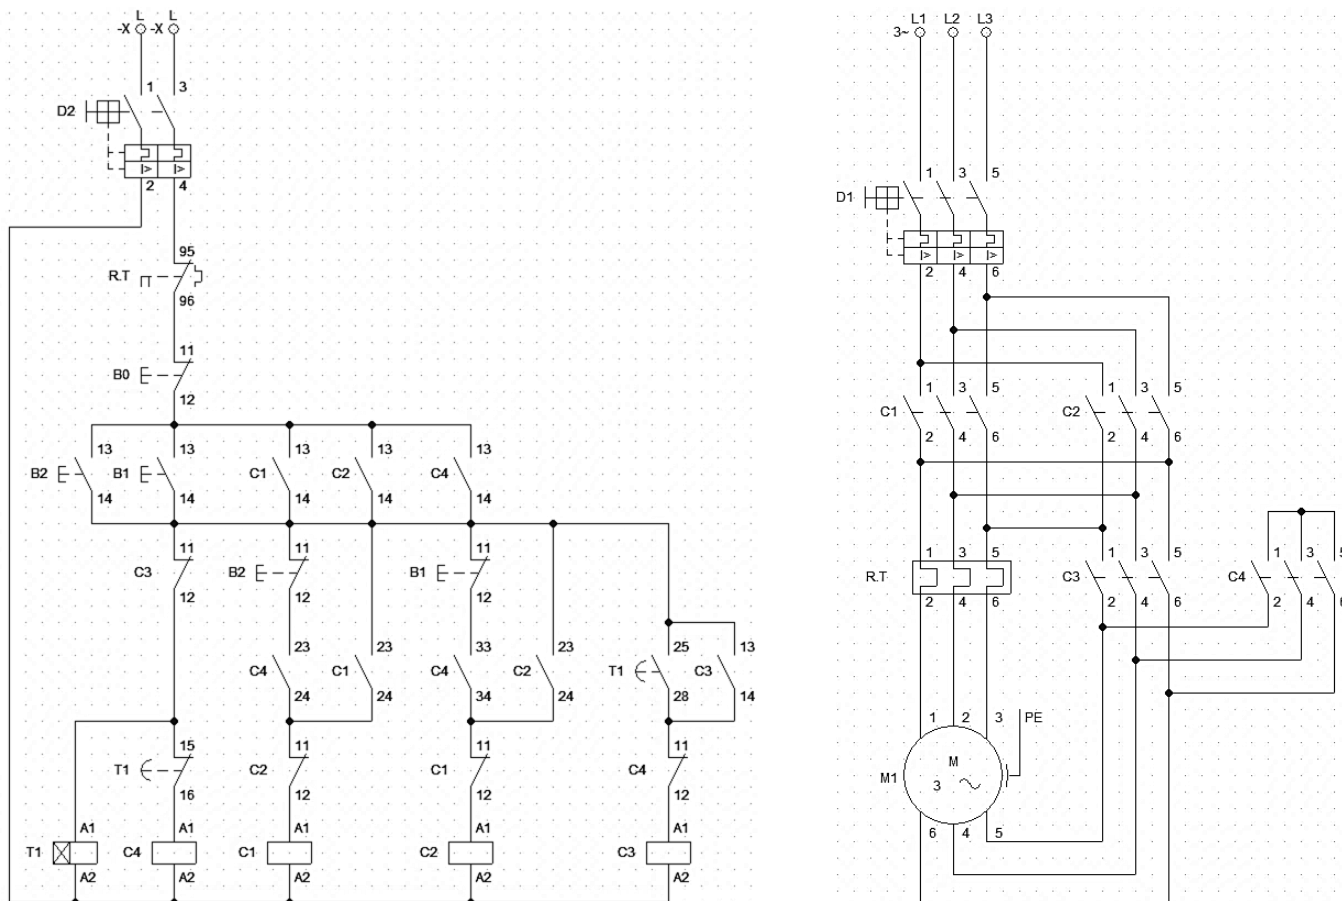 L L
-X -X
1 3
D2
I> I>
2 4
95
R.T
96
11
B0
12
13 13 13 13 13
B2 B1 C1 C2 C4
14 14 14 14 14
11 11 11
C3 B2 B1
12 12 12
23 23 33 23 25 13
C4 C1 C4 C2 T1 C3
24 24 34 24 28 14
15 11 11 11
T1 C2 C1 C4
16 12 12 12
A1 A1 A1 A1 A1
T1 C4 C1 C2 C3
A2 A2 A2 A2 A2
L1 L2 L3
3~
1 3 5
D1
I> I> I>
2 4 6
1 3 5 1 3 5
C1 C2
2 4 6 2 4 6
1 3 5 1 3 5 1 3 5
R.T C3 C4
2 4 6 2 4 6 2 4 6
1 2 3 PE
M
M1
3
6 4 5